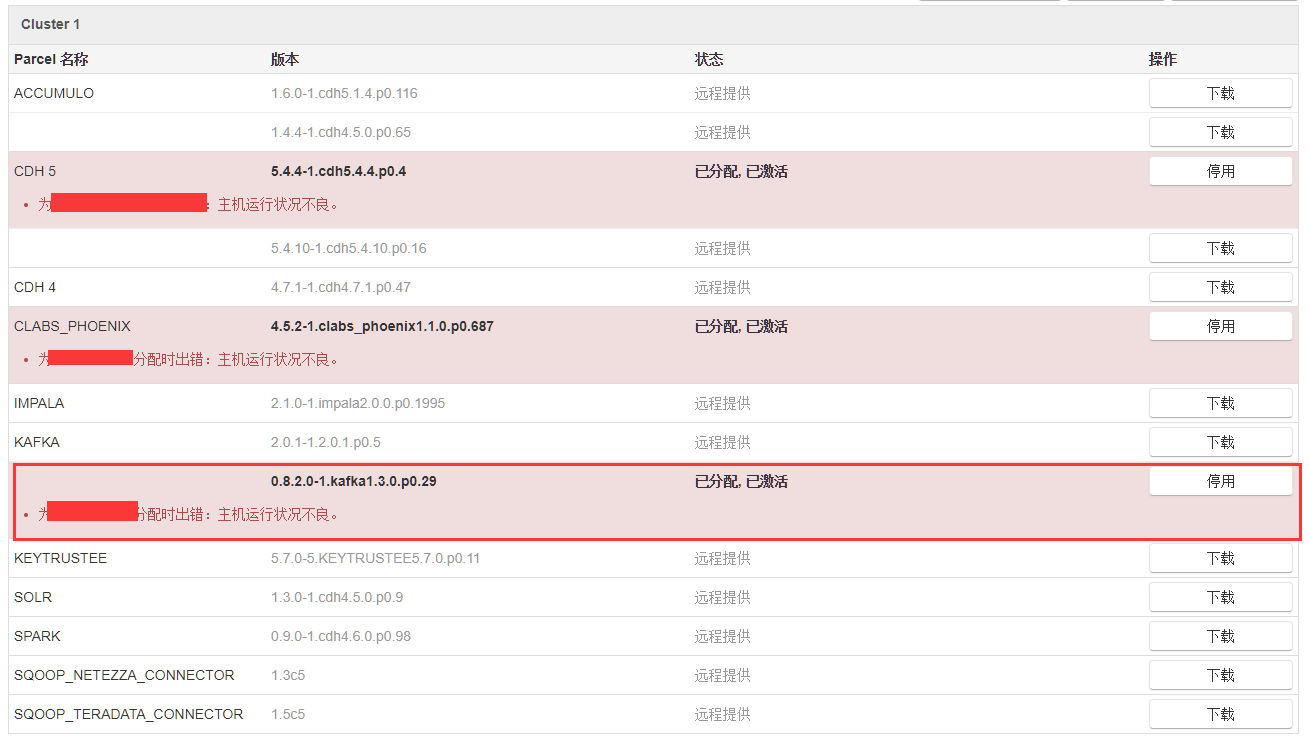 Cluster 1
Parcel 名称 版本 状态 操作
ACCUMULO 1.6.0-1.cdh5.1.4.p0.116 远程提供 下载
1.4.4-1.cdh4.5.0.p0.65 远程提供 下载
CDH 5 5.4.4-1.cdh5.4.4.p0.4 已分配, 已激活 停用
• 为 : 主机运行状况不良。
5.4.10-1.cdh5.4.10.p0.16 远程提供 下载
CDH 4 4.7.1-1.cdh4.7.1.p0.47 远程提供 下载
CLABS_PHOENIX 4.5.2-1.clabs_phoenix1.1.0.p0.687 已分配, 已激活 停用
• 为 分配时出错：主机运行状况不良。
IMPALA 2.1.0-1.impala2.0.0.p0.1995 远程提供 下载
KAFKA 2.0.1-1.2.0.1.p0.5 远程提供 下载
0.8.2.0-1.kafka1.3.0.p0.29 已分配, 已激活 停用
• 为 分配时出错：主机运行状况不良。
KEYTRUSTEE 5.7.0-5.KEYTRUSTEE5.7.0.p0.11 远程提供 下载
SOLR 1.3.0-1.cdh4.5.0.p0.9 远程提供 下载
SPARK 0.9.0-1.cdh4.6.0.p0.98 远程提供 下载
SQOOP_NETEZZA_CONNECTOR 1.3c5 远程提供 下载
SQOOP_TERADATA_CONNECTOR 1.5c5 远程提供 下载